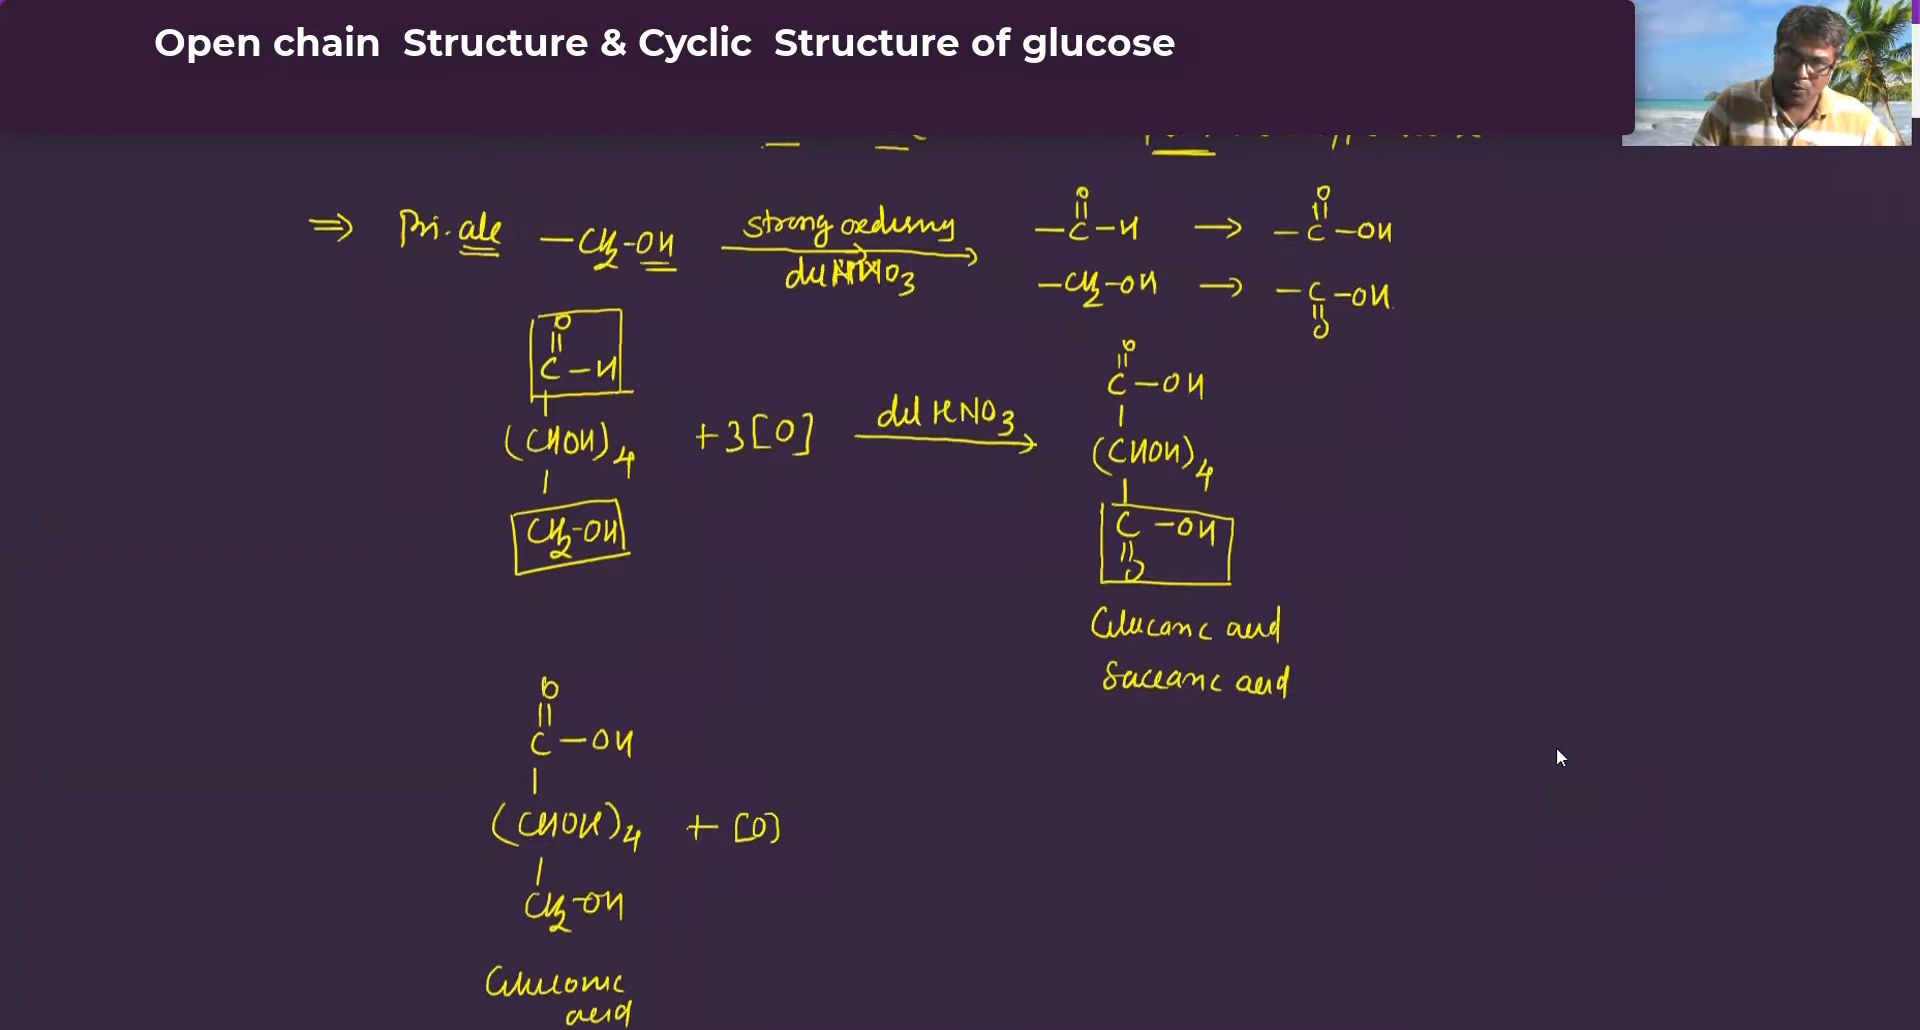 Open chain Structure & Cyclic Structure of glucose
⇒ Pri. alc —CH2-OH strong oxidising —C-H → —C-OH
O O
dil HNO3 —CH2-OH → —C-OH
O
O
C-H
(CHOH)4 +3[O] dil HNO3
CH2-OH
O
C-OH
(CHOH)4
C-OH
O
Glucaric acid
Saccaric acid
O
C-OH
(CHOH)4 + [O]
CH2-OH
Gluconic
acid